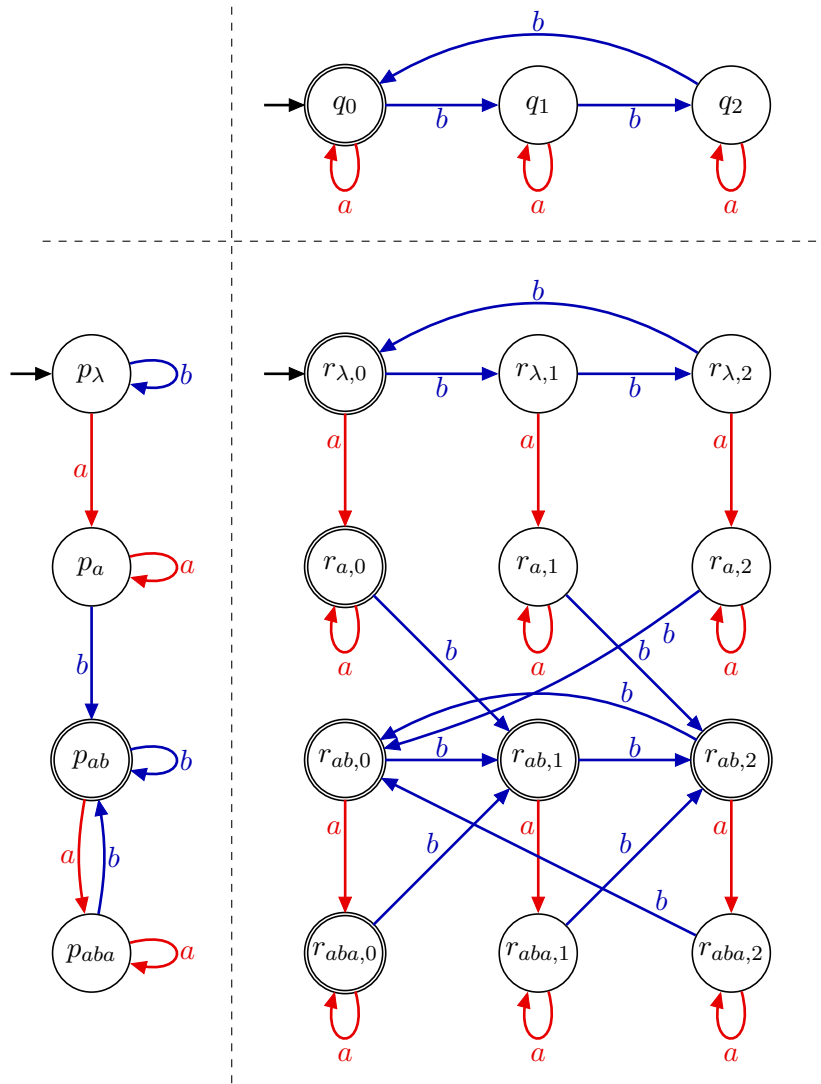 b
q0 q1 q2
b b
a a a
b
pλ b rλ,0 rλ,1 rλ,2
b b
a a a a
pa a ra,0 ra,1 ra,2
b
b b b
a a a
b
pab b rab,0 b rab,1 b rab,2
a a a
a b b b
b
paba a raba,0 raba,1 raba,2
a a a